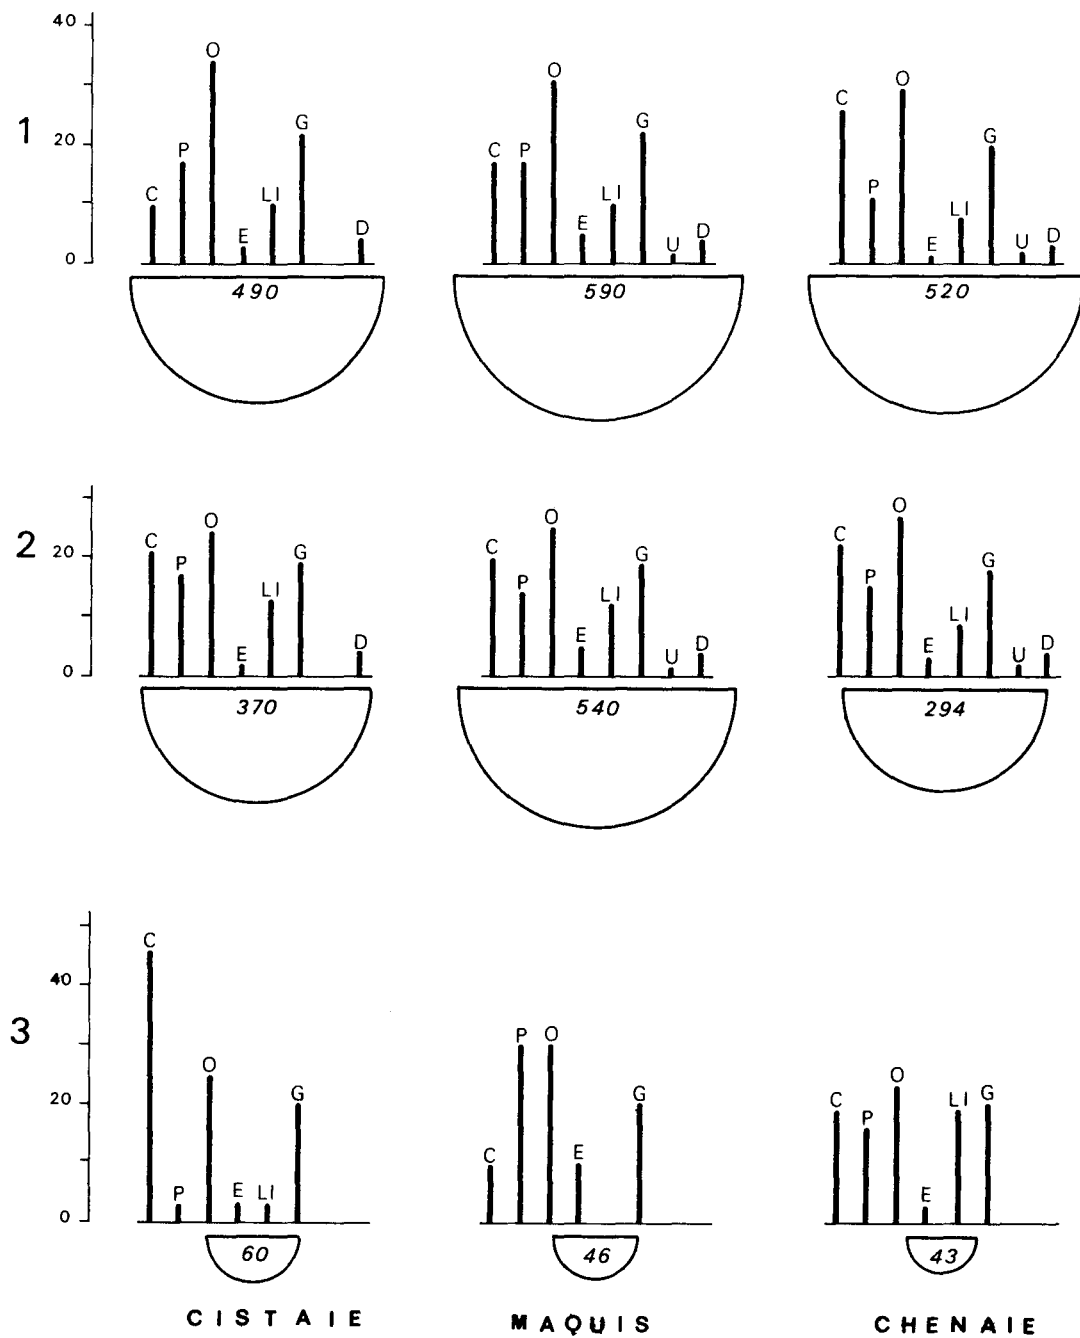 40
20
0
1
C P O E LI G D
490
C P O E LI G U D
590
C P O E LI G U D
520
2
20
0
C P O E LI G D
370
C P O E LI G U D
540
C P O E LI G U D
294
3
40
20
0
C P O E LI G
60
C P O E G
46
C P O E LI G
43
CISTAIE MAQUIS CHENAIE